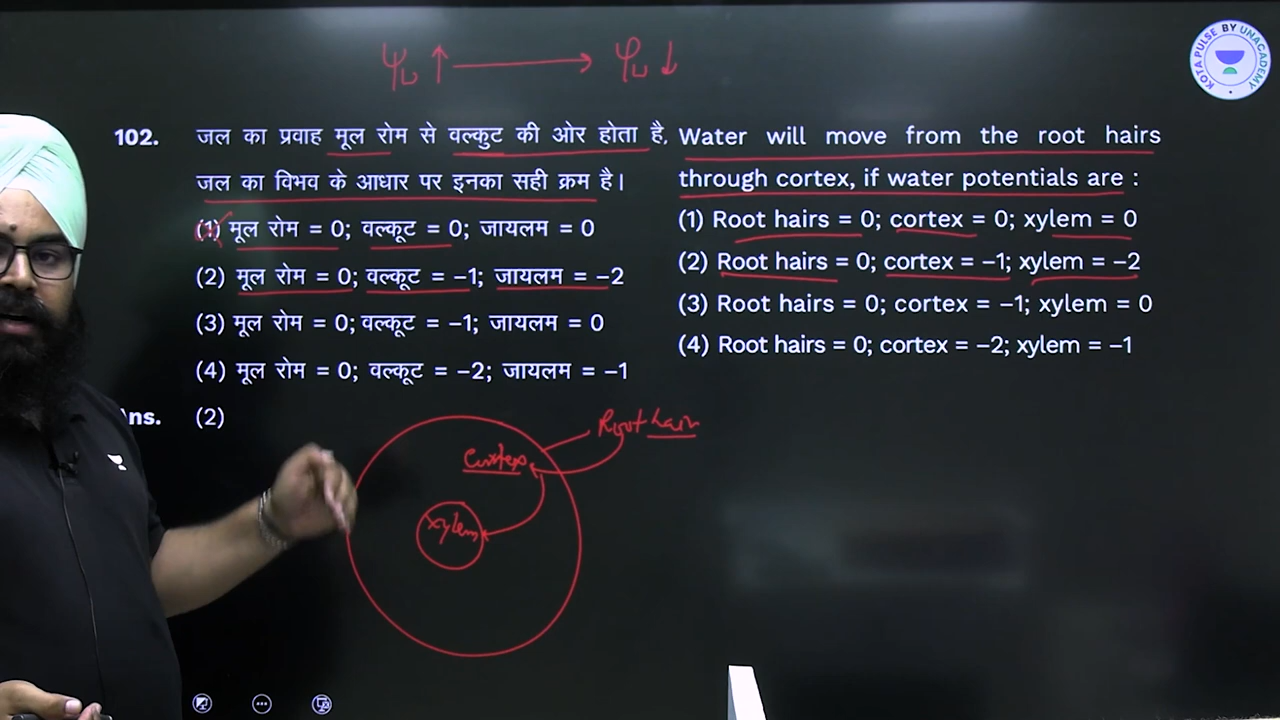 ψω ↑ → ψω ↓
KOTA PULSE BY UNACADEMY
102. जल का प्रवाह मूल रोम से वल्कुट की ओर होता है,
जल का विभव के आधार पर इनका सही क्रम है।
(1) मूल रोम = 0; वल्कूट = 0; जायलम = 0
(2) मूल रोम = 0; वल्कूट = –1; जायलम = –2
(3) मूल रोम = 0; वल्कूट = –1; जायलम = 0
(4) मूल रोम = 0; वल्कूट = –2; जायलम = –1
Water will move from the root hairs
through cortex, if water potentials are :
(1) Root hairs = 0; cortex = 0; xylem = 0
(2) Root hairs = 0; cortex = –1; xylem = –2
(3) Root hairs = 0; cortex = –1; xylem = 0
(4) Root hairs = 0; cortex = –2; xylem = –1
ns. (2)
Root hair
Cortex
xylem